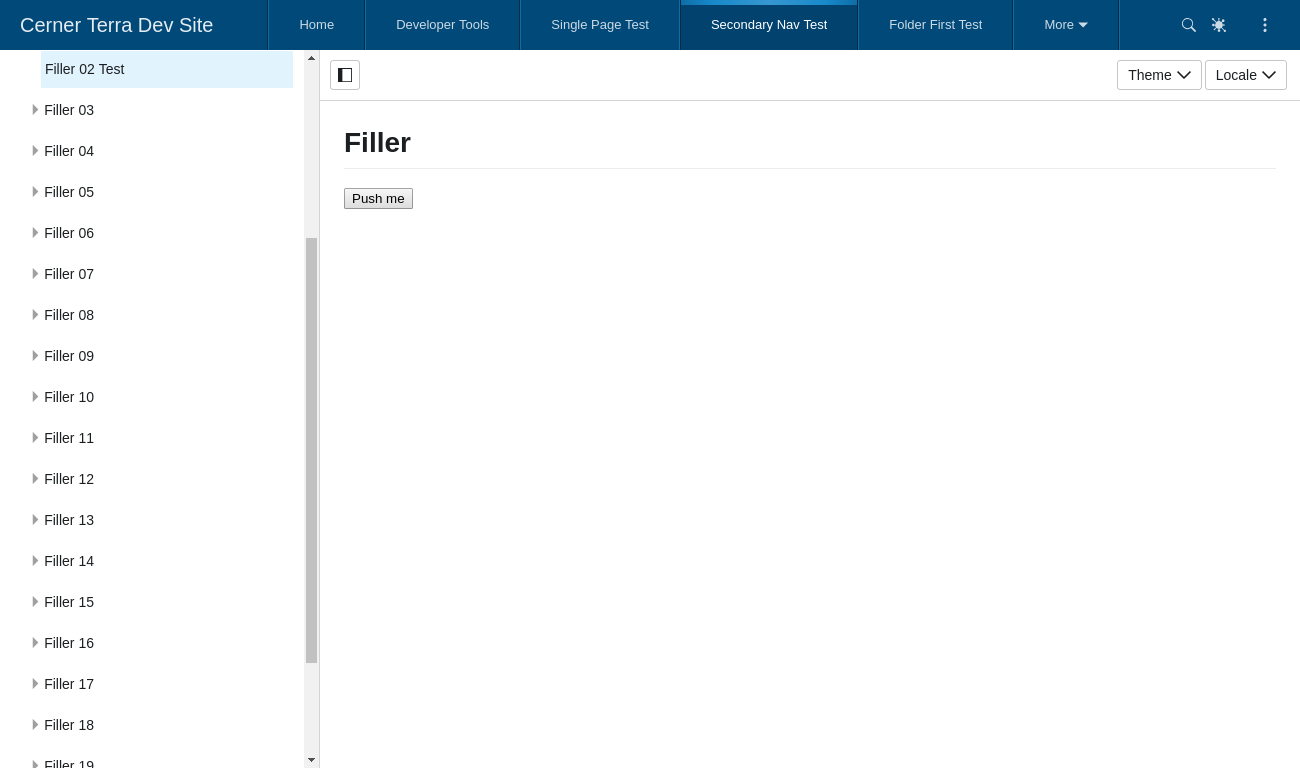 Cerner Terra Dev Site
Home
Developer Tools
Single Page Test
Secondary Nav Test
Folder First Test
More
Filler 02 Test
Filler 03
Filler 04
Filler 05
Filler 06
Filler 07
Filler 08
Filler 09
Filler 10
Filler 11
Filler 12
Filler 13
Filler 14
Filler 15
Filler 16
Filler 17
Filler 18
Filler 19
Theme
Locale
Filler
Push me